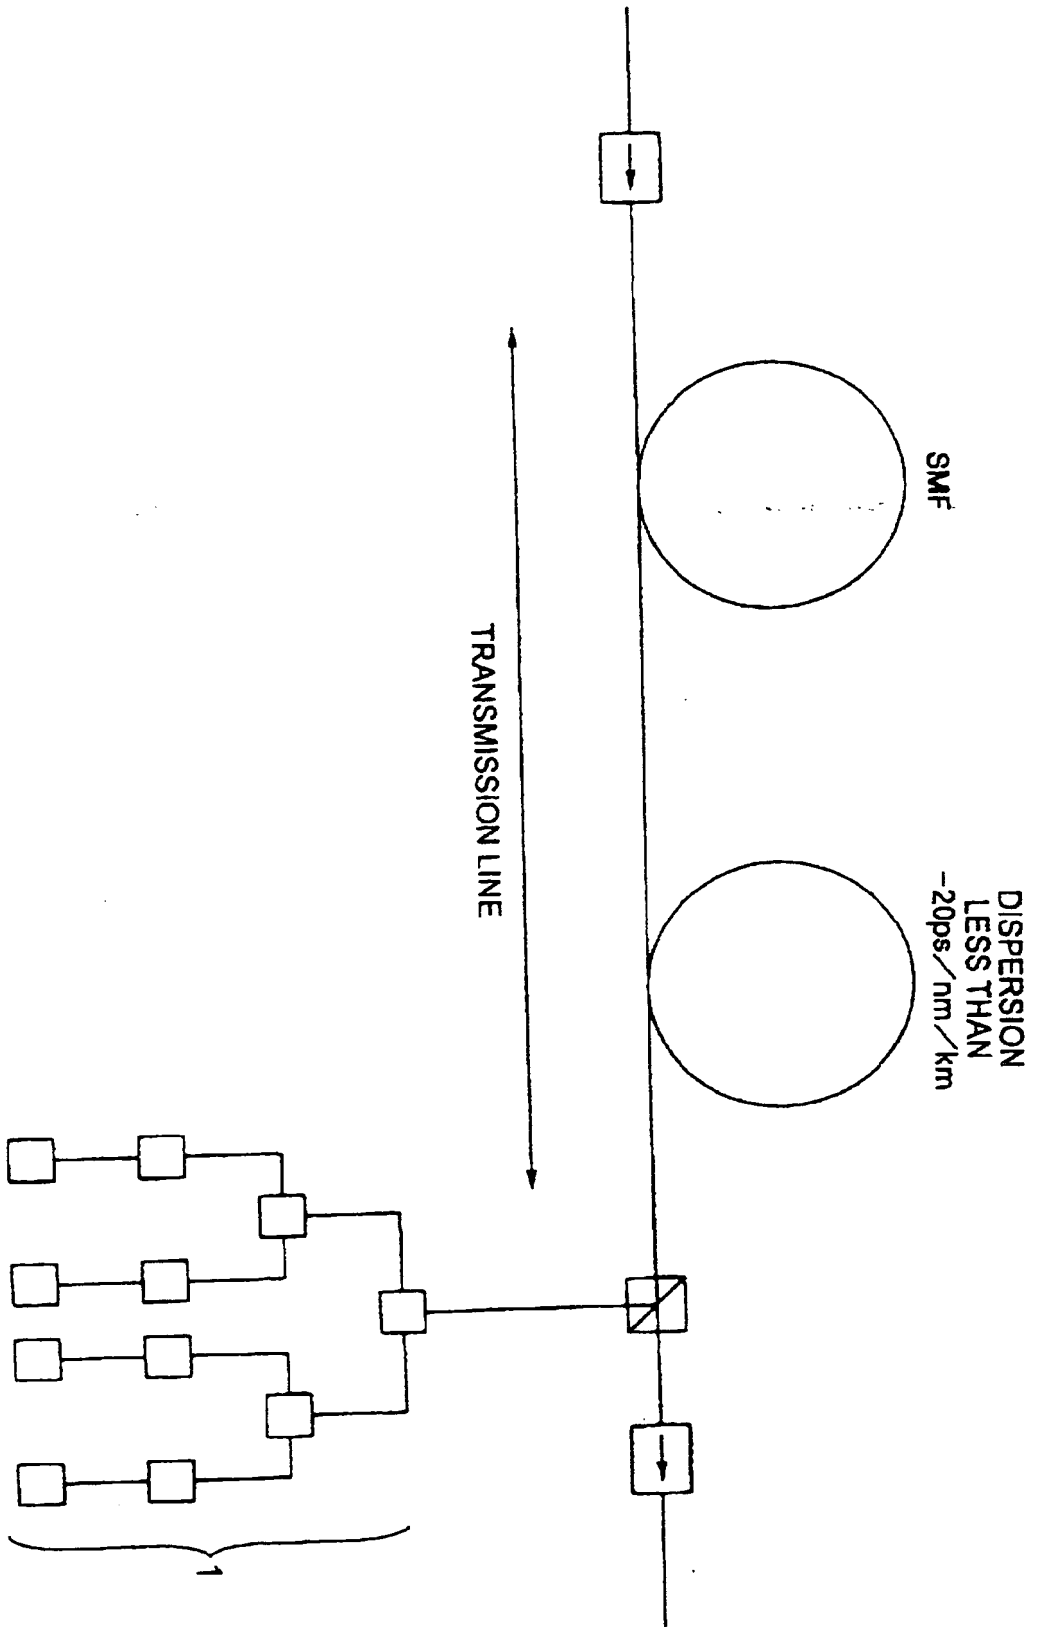 SMF
DISPERSION
LESS THAN
-20ps/nm/km
TRANSMISSION LINE
1